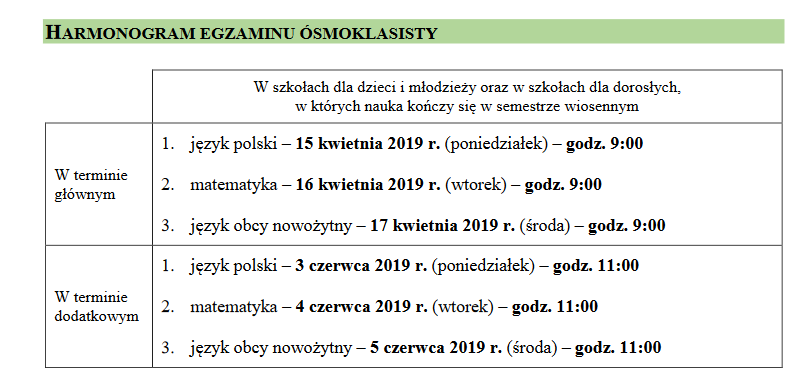 HARMONOGRAM EGZAMINU ÓSMOKLASISTY
W szkołach dla dzieci i młodzieży oraz w szkołach dla dorosłych,
w których nauka kończy się w semestrze wiosennym
W terminie
głównym
1. język polski – 15 kwietnia 2019 r. (poniedziałek) – godz. 9:00
2. matematyka – 16 kwietnia 2019 r. (wtorek) – godz. 9:00
3. język obcy nowożytny – 17 kwietnia 2019 r. (środa) – godz. 9:00
W terminie
dodatkowym
1. język polski – 3 czerwca 2019 r. (poniedziałek) – godz. 11:00
2. matematyka – 4 czerwca 2019 r. (wtorek) – godz. 11:00
3. język obcy nowożytny – 5 czerwca 2019 r. (środa) – godz. 11:00